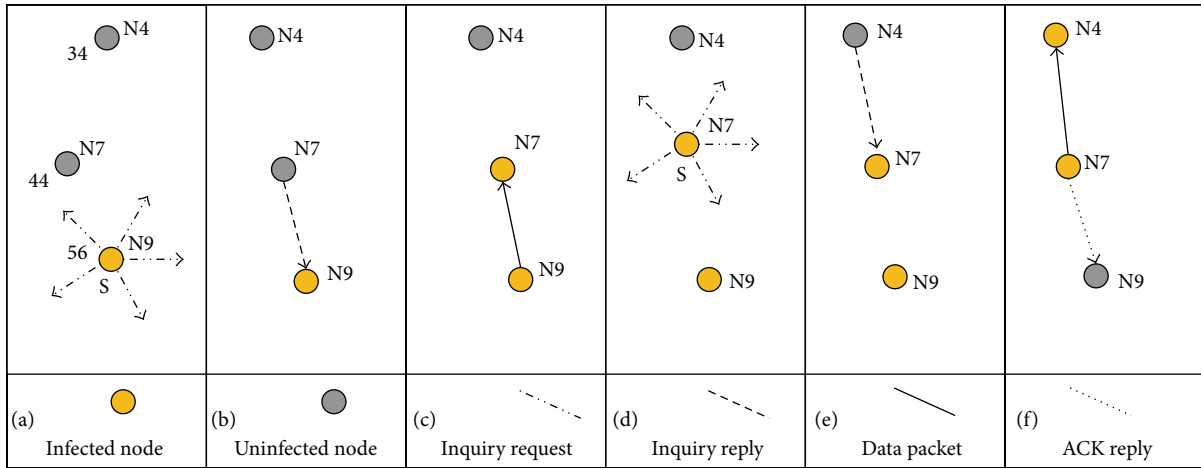 N4
34
N7
44
56
N9
S
N4
N7
N9
N4
N7
N9
N4
N7
S
N9
N4
N7
N9
N4
N7
N9
(a)
Infected node
(b)
Uninfected node
(c)
Inquiry request
(d)
Inquiry reply
(e)
Data packet
(f)
ACK reply